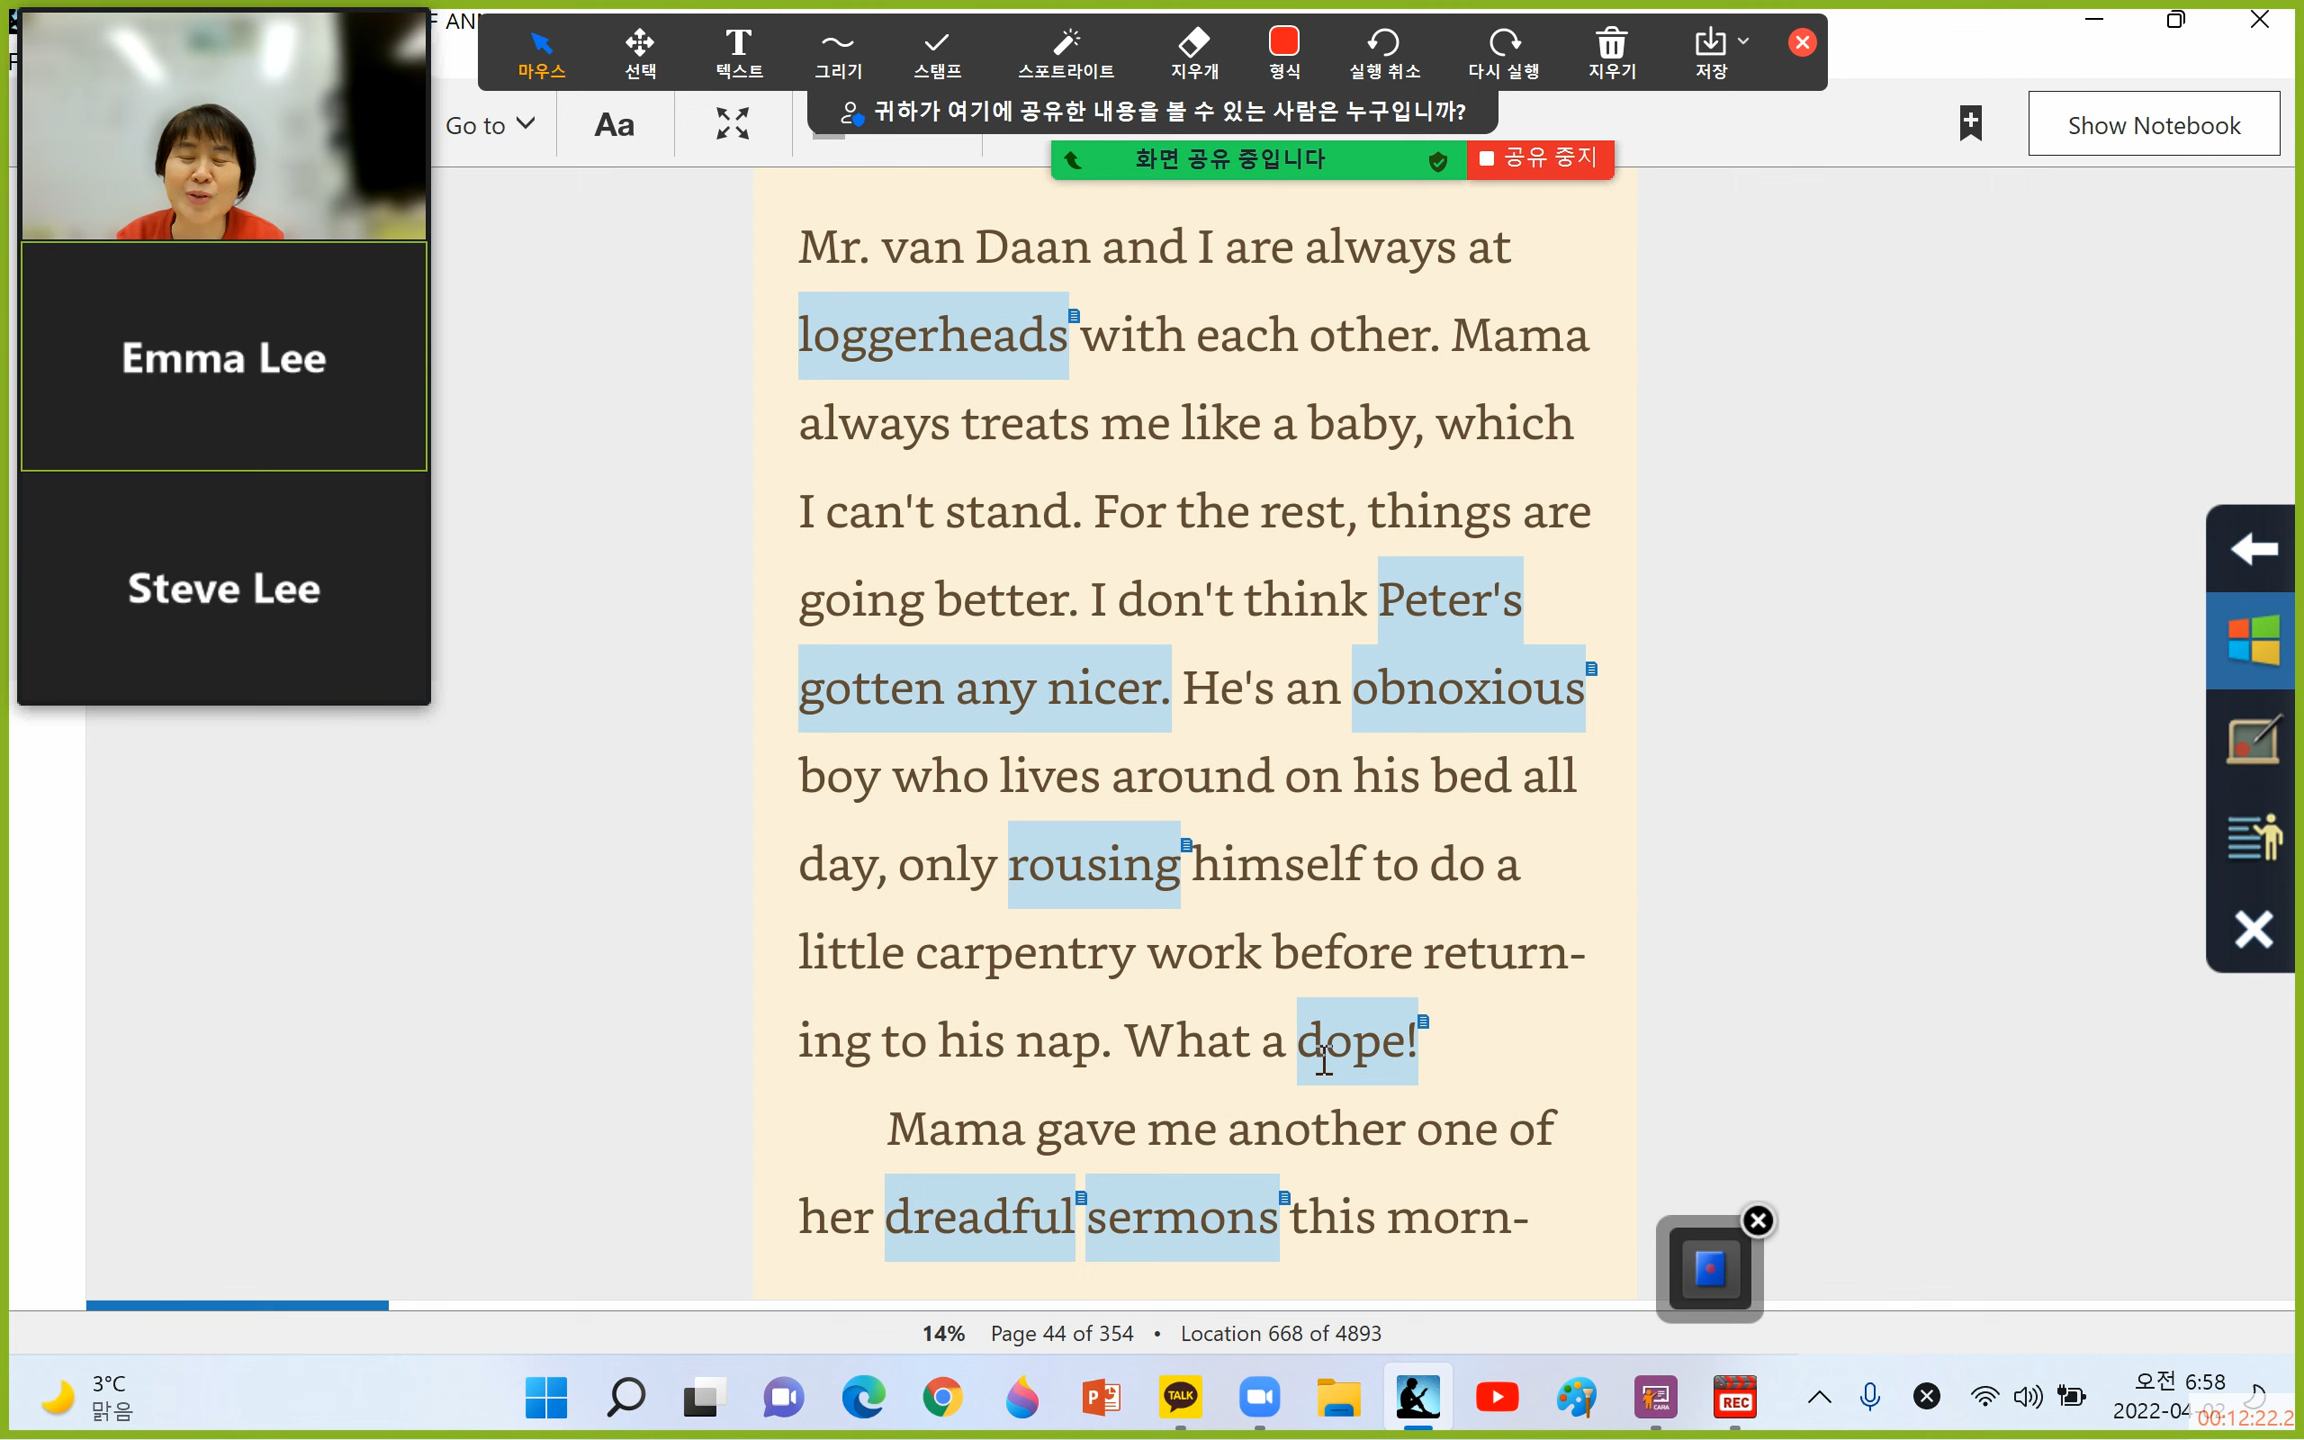 F ANN
마우스
선택
텍스트
그리기
스탬프
스포트라이트
지우개
형식
실행 취소
다시 실행
지우기
저장
귀하가 여기에 공유한 내용을 볼 수 있는 사람은 누구입니까?
화면 공유 중입니다
공유 중지
Go to
Aa
Show Notebook
Emma Lee
Steve Lee
Mr. van Daan and I are always at
loggerheads with each other. Mama
always treats me like a baby, which
I can't stand. For the rest, things are
going better. I don't think Peter's
gotten any nicer. He's an obnoxious
boy who lives around on his bed all
day, only rousing himself to do a
little carpentry work before return-
ing to his nap. What a dope!
Mama gave me another one of
her dreadful sermons this morn-
14% Page 44 of 354 • Location 668 of 4893
3°C
맑음
TALK
CARA
REC
오전 6:58
2022-04-
00:12:22.2